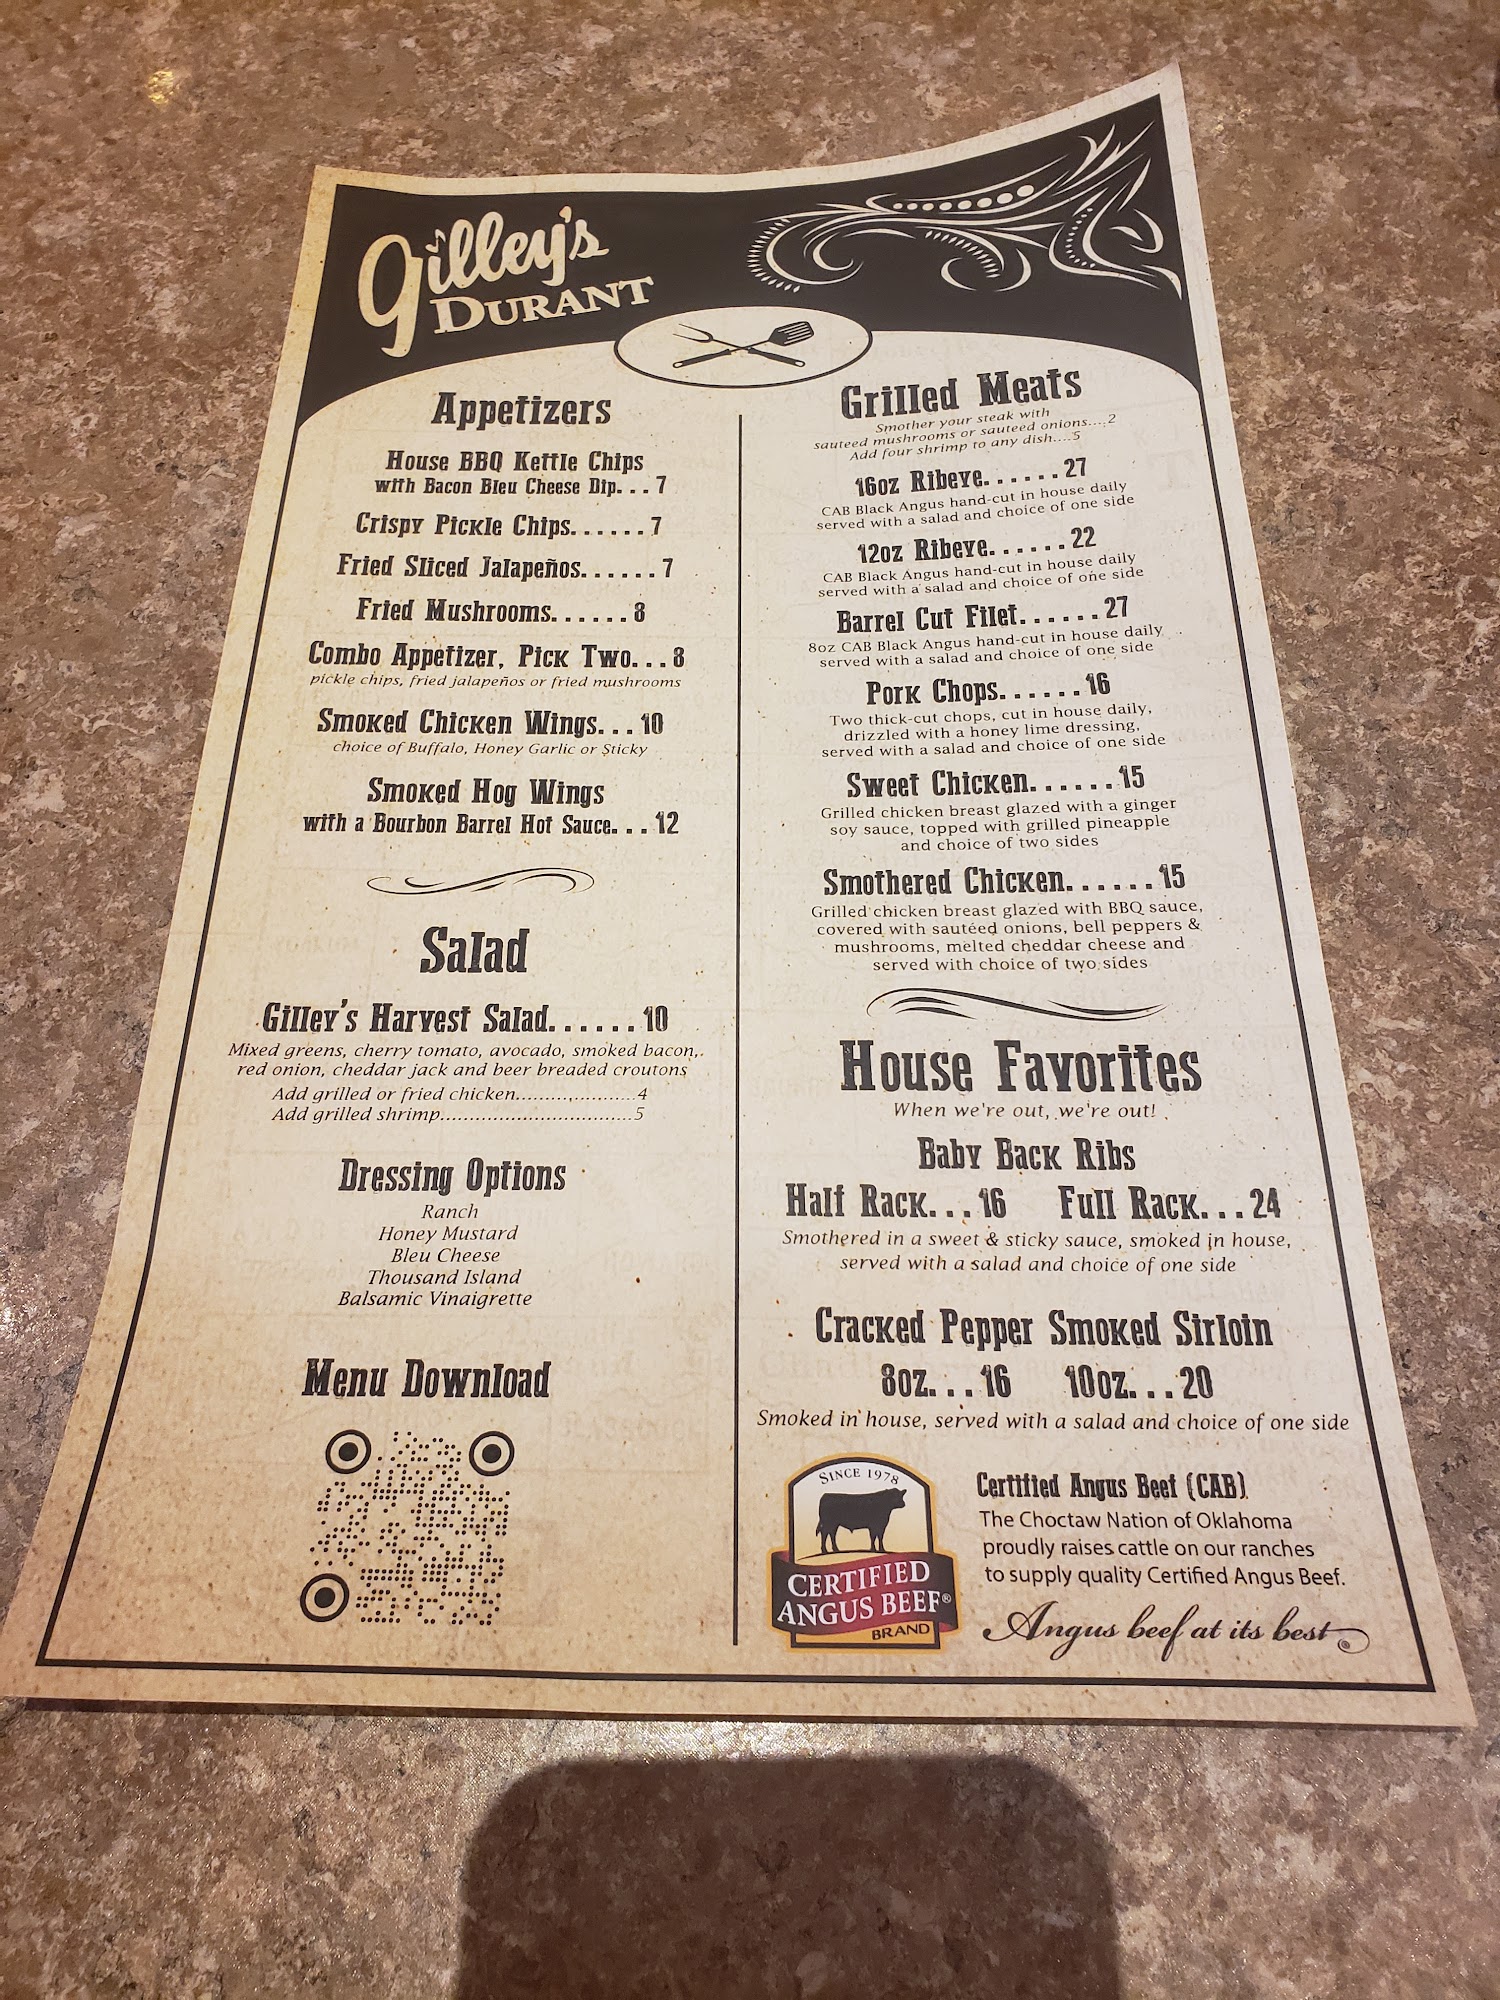 Gilley's
DURANT
Appetizers
House BBQ Kettle Chips
with Bacon Bleu Cheese Dip. . . 7
Crispy Pickle Chips. . . . . . 7
Fried Sliced Jalapeños. . . . . . 7
Fried Mushrooms. . . . . . 8
Combo Appetizer, Pick Two. . . 8
pickle chips, fried jalapeños or fried mushrooms
Smoked Chicken Wings. . . 10
choice of Buffalo, Honey Garlic or Sticky
Smoked Hog Wings
with a Bourbon Barrel Hot Sauce. . . 12
Salad
Gilley's Harvest Salad. . . . . . 10
Mixed greens, cherry tomato, avocado, smoked bacon,
red onion, cheddar jack and beer breaded croutons
Add grilled or fried chicken.....................4
Add grilled shrimp.................................5
Dressing Options
Ranch
Honey Mustard
Bleu Cheese
Thousand Island
Balsamic Vinaigrette
Menu Download
Grilled Meats
Smother your steak with
sauteed mushrooms or sauteed onions....2
Add four shrimp to any dish....5
16oz Ribeye. . . . . . 27
CAB Black Angus hand-cut in house daily
served with a salad and choice of one side
12oz Ribeye. . . . . . 22
CAB Black Angus hand-cut in house daily
served with a salad and choice of one side
Barrel Cut Filet. . . . . . 27
8oz CAB Black Angus hand-cut in house daily
served with a salad and choice of one side
Pork Chops. . . . . . 16
Two thick-cut chops, cut in house daily,
drizzled with a honey lime dressing,
served with a salad and choice of one side
Sweet Chicken. . . . . . 15
Grilled chicken breast glazed with a ginger
soy sauce, topped with grilled pineapple
and choice of two sides
Smothered Chicken. . . . . . 15
Grilled chicken breast glazed with BBQ sauce,
covered with sautéed onions, bell peppers &
mushrooms, melted cheddar cheese and
served with choice of two sides
House Favorites
When we're out, we're out!
Baby Back Ribs
Half Rack. . . 16 Full Rack. . . 24
Smothered in a sweet & sticky sauce, smoked in house,
served with a salad and choice of one side
Cracked Pepper Smoked Sirloin
8oz. . . 16 10oz. . . 20
Smoked in house, served with a salad and choice of one side
SINCE 1978
CERTIFIED
ANGUS BEEF®
BRAND
Certified Angus Beef (CAB)
The Choctaw Nation of Oklahoma
proudly raises cattle on our ranches
to supply quality Certified Angus Beef.
Angus beef at its best